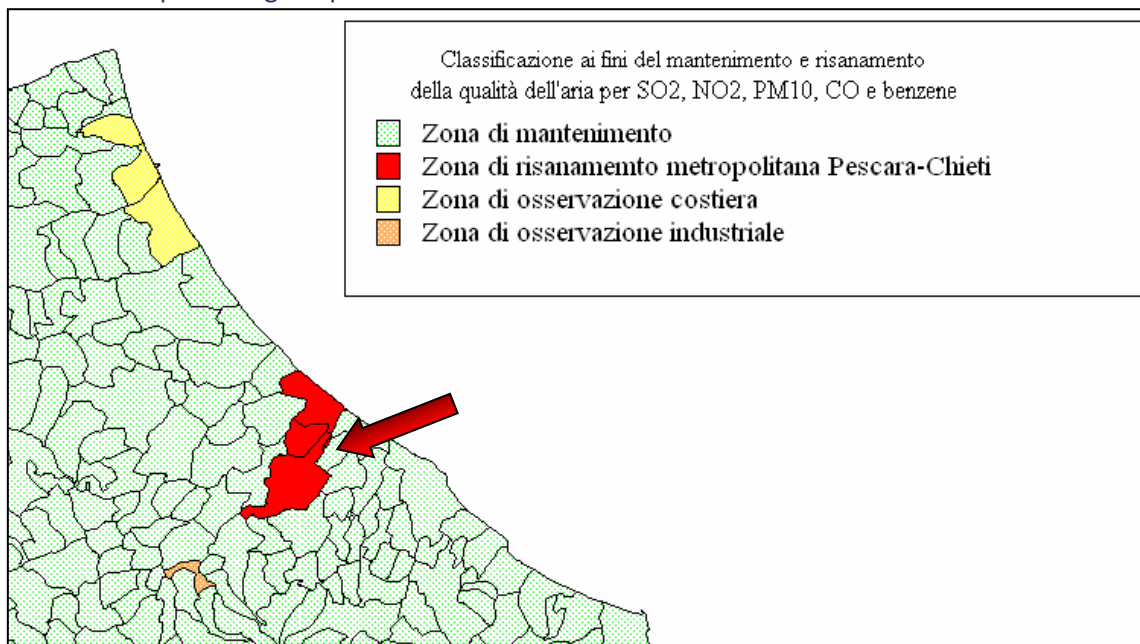 Classificazione ai fini del mantenimento e risanamento
della qualità dell'aria per SO2, NO2, PM10, CO e benzene
Zona di mantenimento
Zona di risanamemto metropolitana Pescara-Chieti
Zona di osservazione costiera
Zona di osservazione industriale